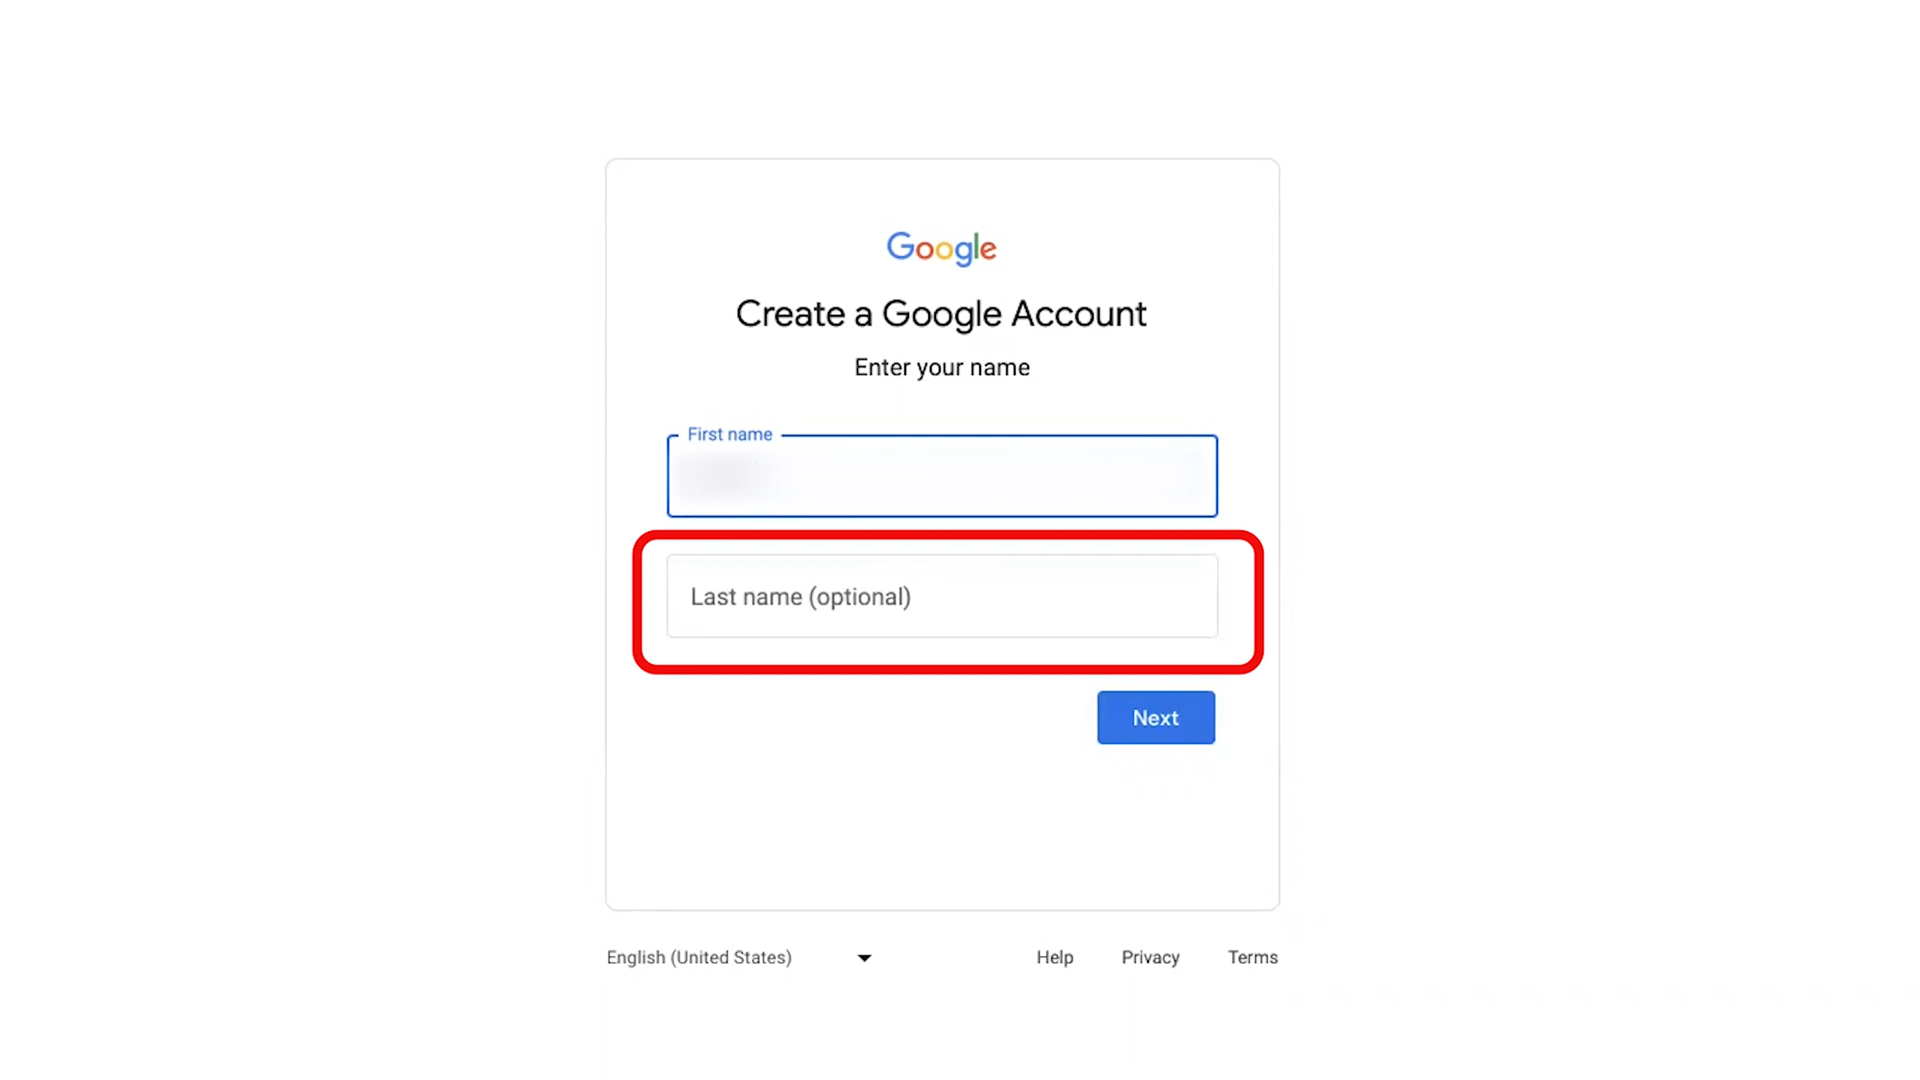 Google
Create a Google Account
Enter your name
First name
Last name (optional)
Next
English (United States)
Help
Privacy
Terms